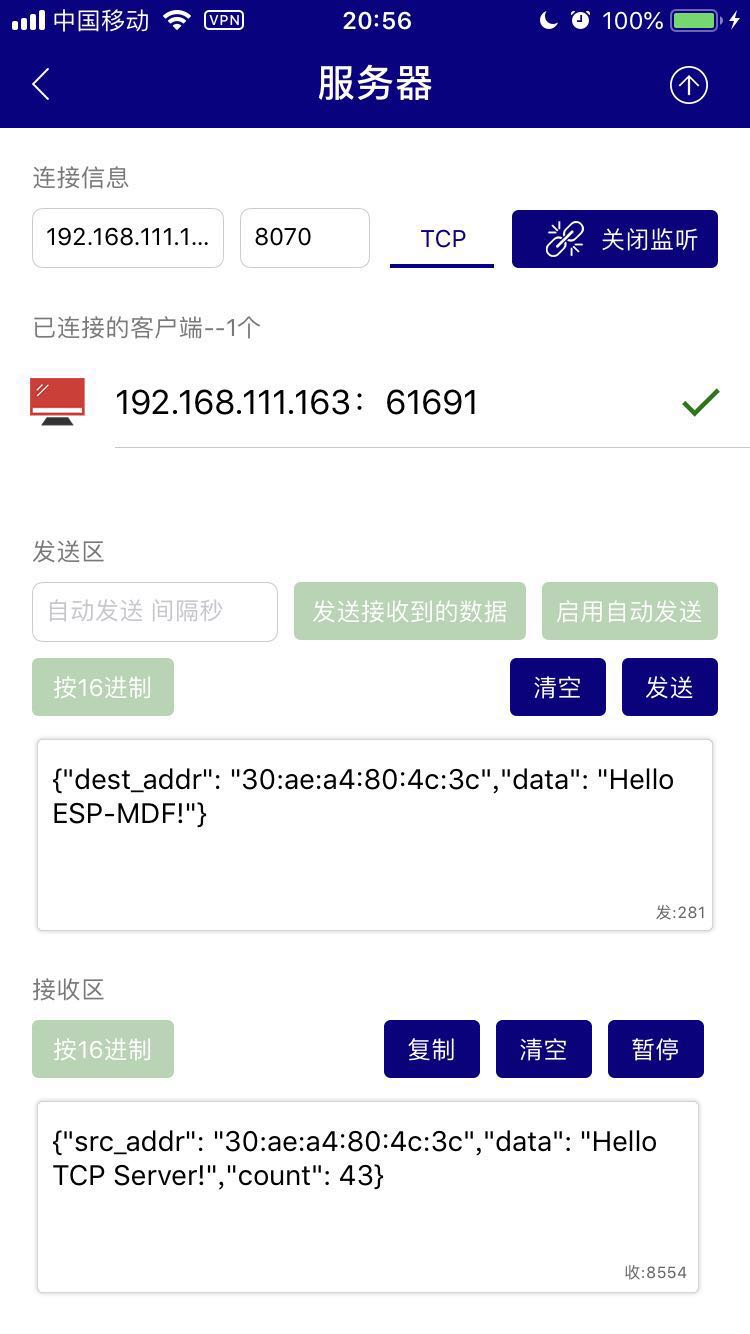 中国移动 VPN 20:56 100%
服务器
连接信息
192.168.111.1... 8070 TCP 关闭监听
已连接的客户端--1个
192.168.111.163：61691
发送区
自动发送 间隔秒 发送接收到的数据 启用自动发送
按16进制 清空 发送
{"dest_addr": "30:ae:a4:80:4c:3c","data": "Hello
ESP-MDF!"}
发:281
接收区
按16进制 复制 清空 暂停
{"src_addr": "30:ae:a4:80:4c:3c","data": "Hello
TCP Server!","count": 43}
收:8554